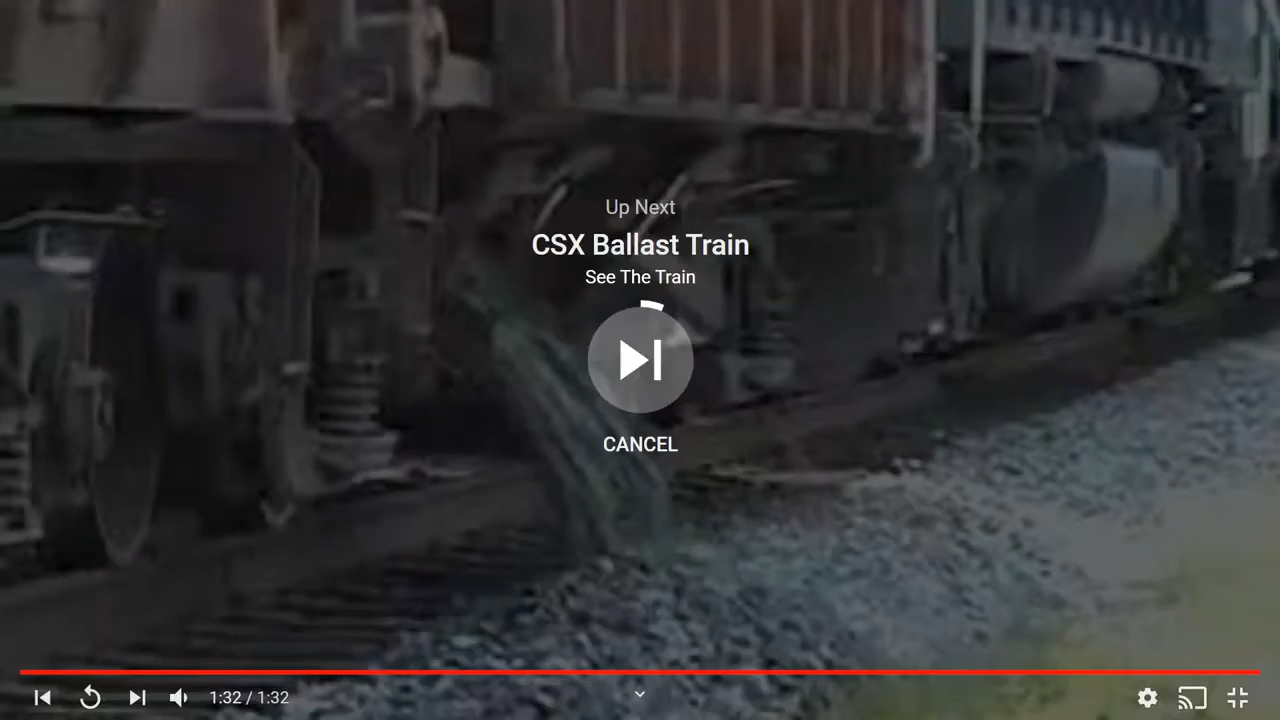 Up Next
CSX Ballast Train
See The Train
CANCEL
1:32 / 1:32